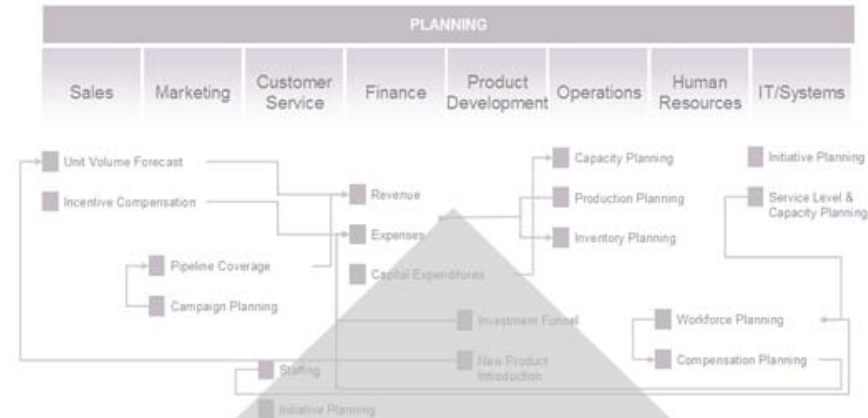 PLANNING
Sales
Marketing
Customer
Service
Finance
Product
Development
Operations
Human
Resources
IT/Systems
Unit Volume Forecast
Incentive Compensation
Pipeline Coverage
Campaign Planning
Staffing
Initiative Planning
Revenue
Expenses
Capital Expenditures
Investment Funnel
New Product
Introduction
Capacity Planning
Production Planning
Inventory Planning
Workforce Planning
Compensation Planning
Initiative Planning
Service Level &
Capacity Planning